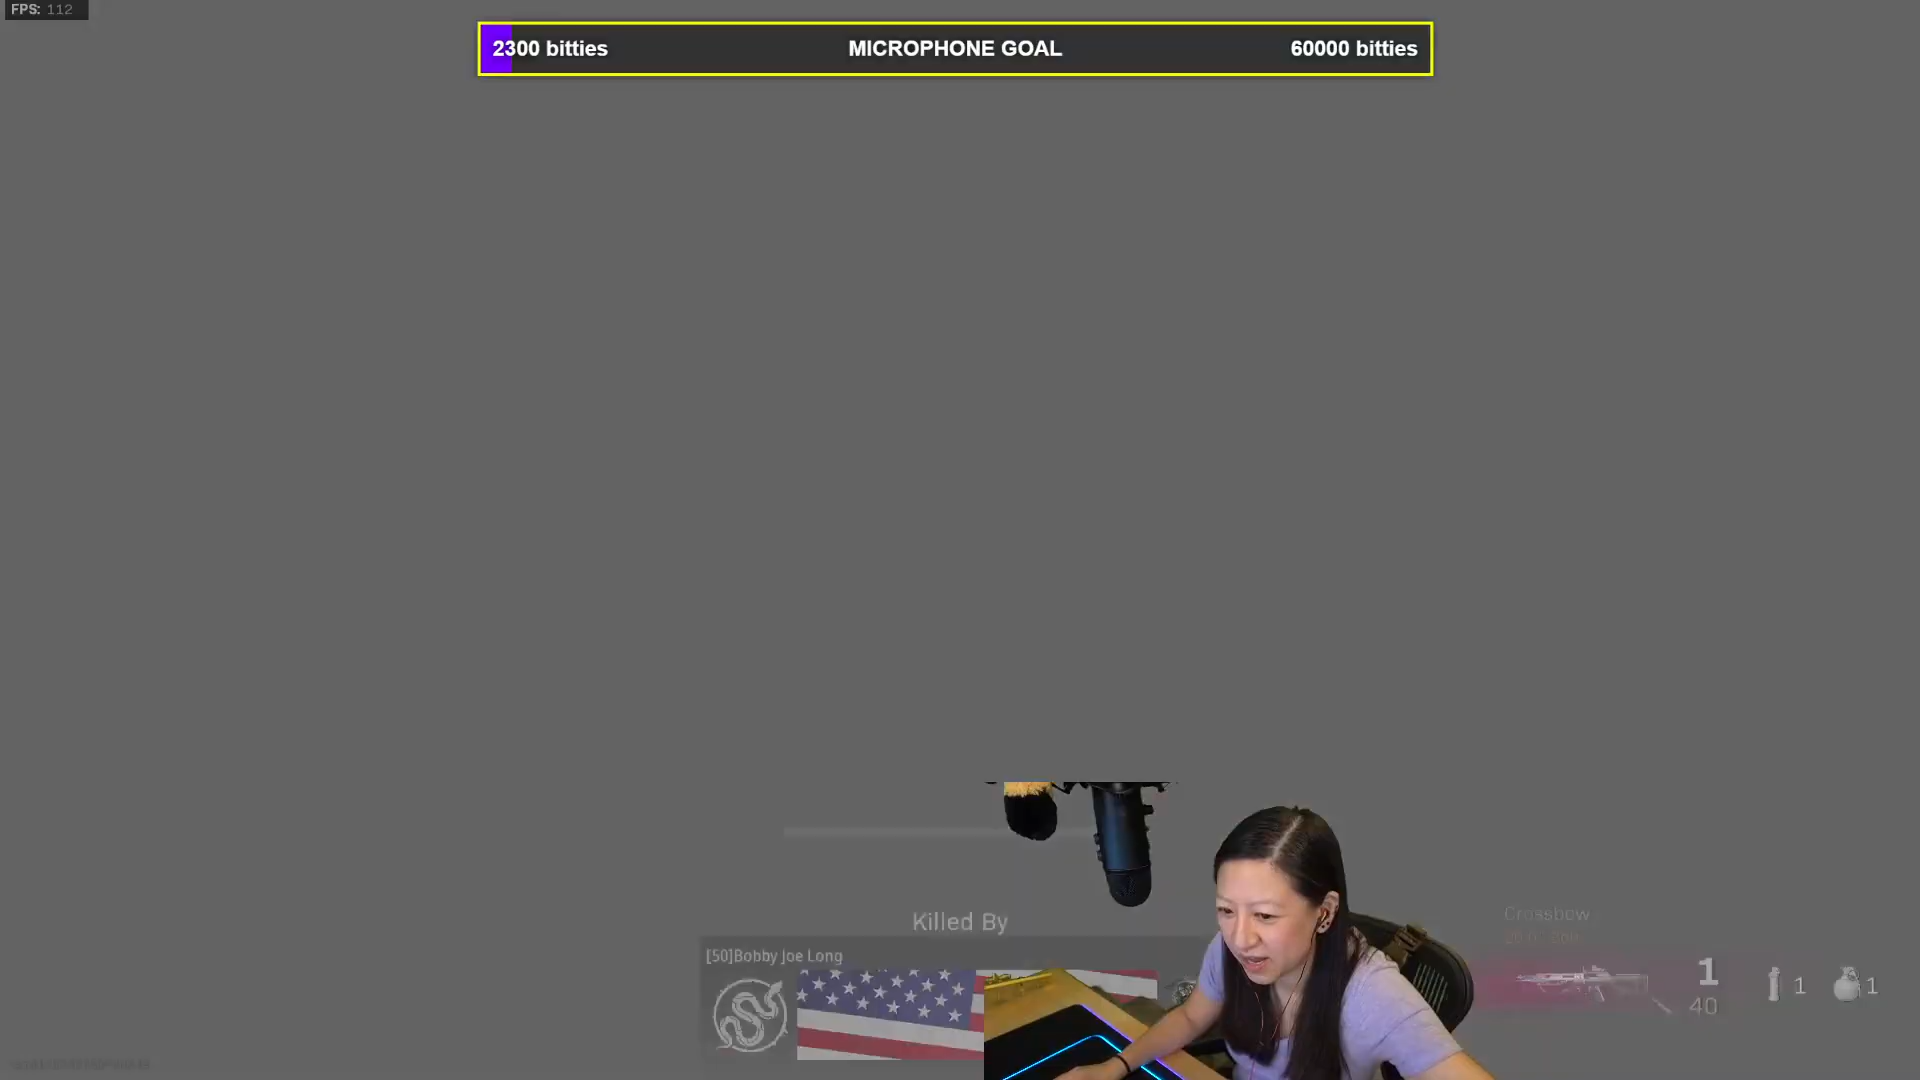 FPS: 112
2300 bitties MICROPHONE GOAL 60000 bitties
Killed By
[50]Bobby Joe Long
Crossbow
1
40
1
1